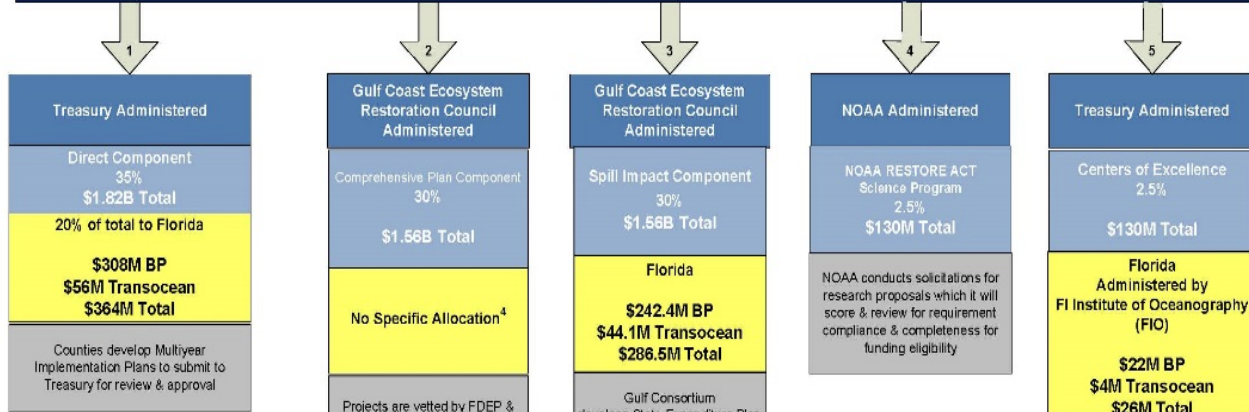 1
Treasury Administered
Direct Component
35%
$1.82B Total
20% of total to Florida
$308M BP
$56M Transocean
$364M Total
Counties develop Multiyear
Implementation Plans to submit to
Treasury for review & approval
2
Gulf Coast Ecosystem
Restoration Council
Administered
Comprehensive Plan Component
30%
$1.56B Total
No Specific Allocation⁴
Projects are vetted by FDEP &
3
Gulf Coast Ecosystem
Restoration Council
Administered
Spill Impact Component
30%
$1.56B Total
Florida
$242.4M BP
$44.1M Transocean
$286.5M Total
Gulf Consortium
develops State Expenditure Plan
4
NOAA Administered
NOAA RESTORE ACT
Science Program
2.5%
$130M Total
NOAA conducts solicitations for
research proposals which it will
score & review for requirement
compliance & completeness for
funding eligibility
5
Treasury Administered
Centers of Excellence
2.5%
$130M Total
Florida
Administered by
Fl Institute of Oceanography
(FIO)
$22M BP
$4M Transocean
$26M Total